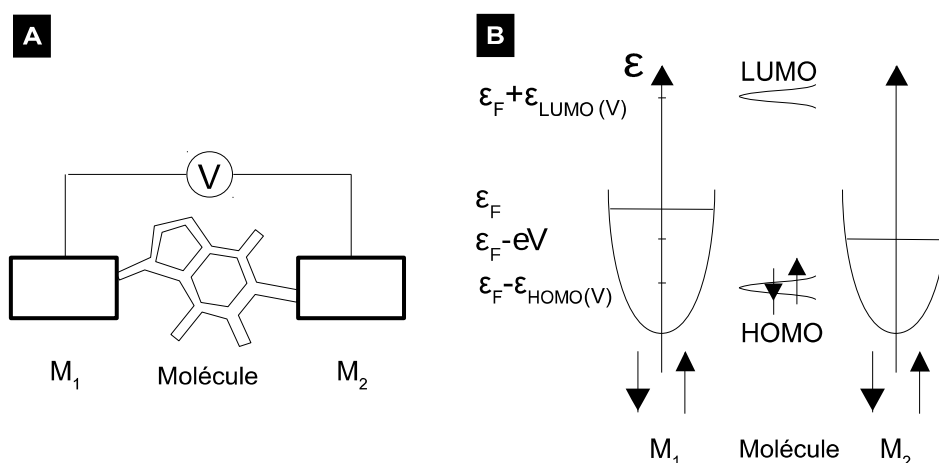 A
V
M1
Molécule
M2
B
ε
LUMO
εF+εLUMO(V)
εF
εF-eV
εF-εHOMO(V)
HOMO
M1
Molécule
M2